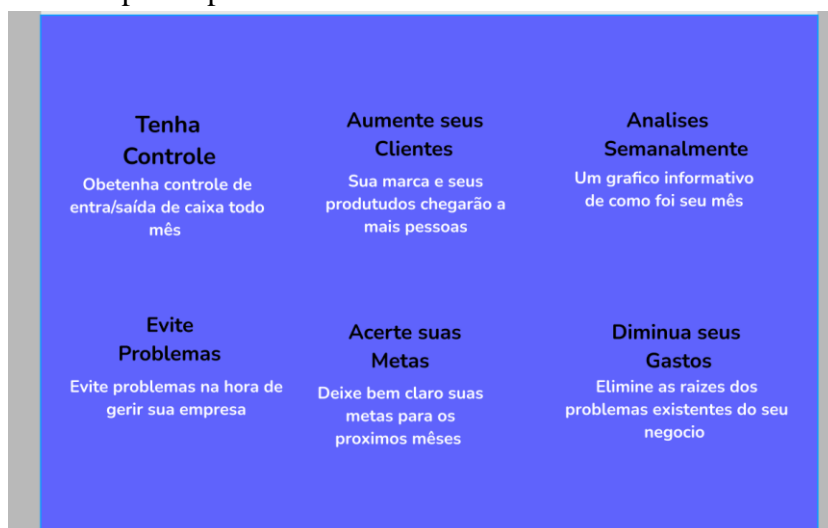 Tenha
Controle
Obetenha controle de
entra/saída de caixa todo
mês
Aumente seus
Clientes
Sua marca e seus
produtudos chegarão a
mais pessoas
Analises
Semanalmente
Um grafico informativo
de como foi seu mês
Evite
Problemas
Evite problemas na hora de
gerir sua empresa
Acerte suas
Metas
Deixe bem claro suas
metas para os
proximos mêses
Diminua seus
Gastos
Elimine as raizes dos
problemas existentes do seu
negocio